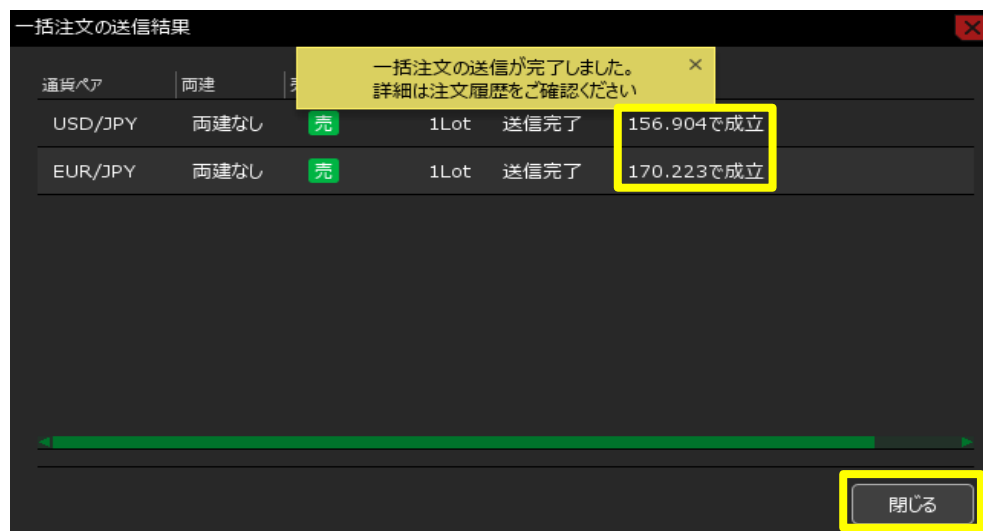 一括注文の送信結果
一括注文の送信が完了しました。
詳細は注文履歴をご確認ください
通貨ペア 両建
USD/JPY 両建なし 売 1Lot 送信完了 156.904で成立
EUR/JPY 両建なし 売 1Lot 送信完了 170.223で成立
閉じる